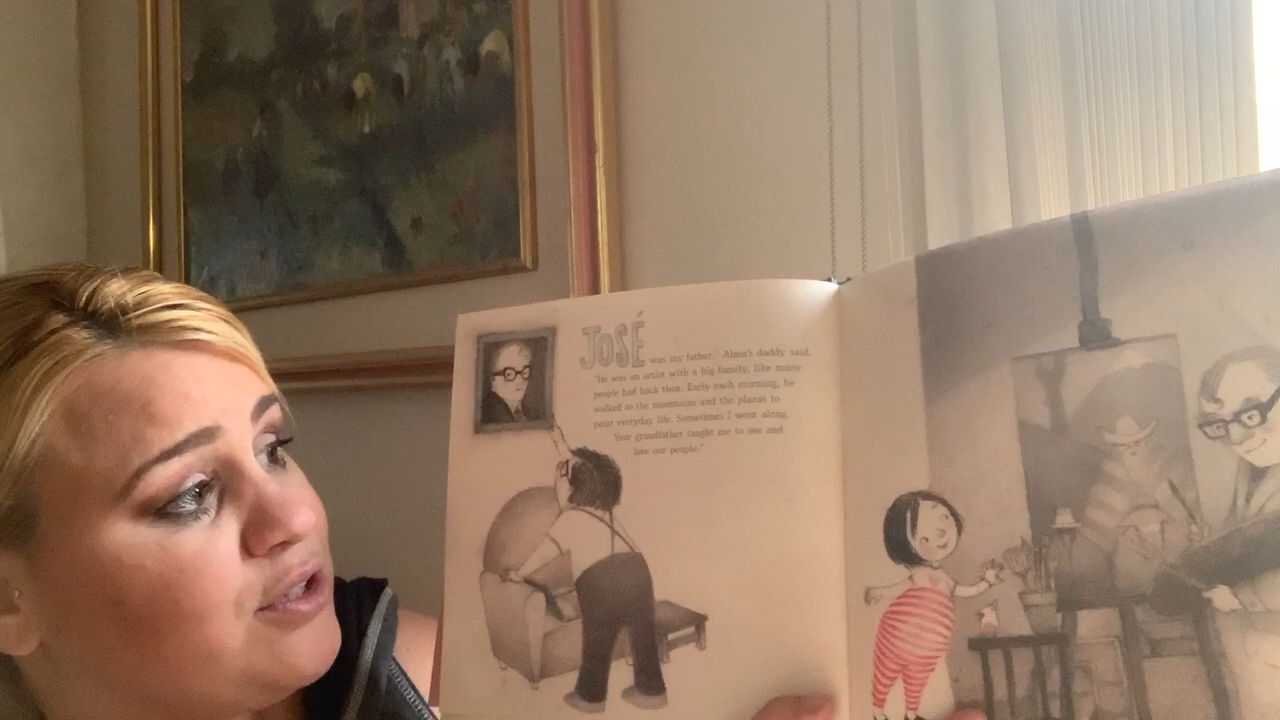 JOSÉ was my father," Alma's daddy said.
"He was an artist with a big family, like many
people had back then. Early each morning, he
walked to the mountains and the plazas to
paint everyday life. Sometimes I went along.
Your grandfather taught me to see and
love our people."